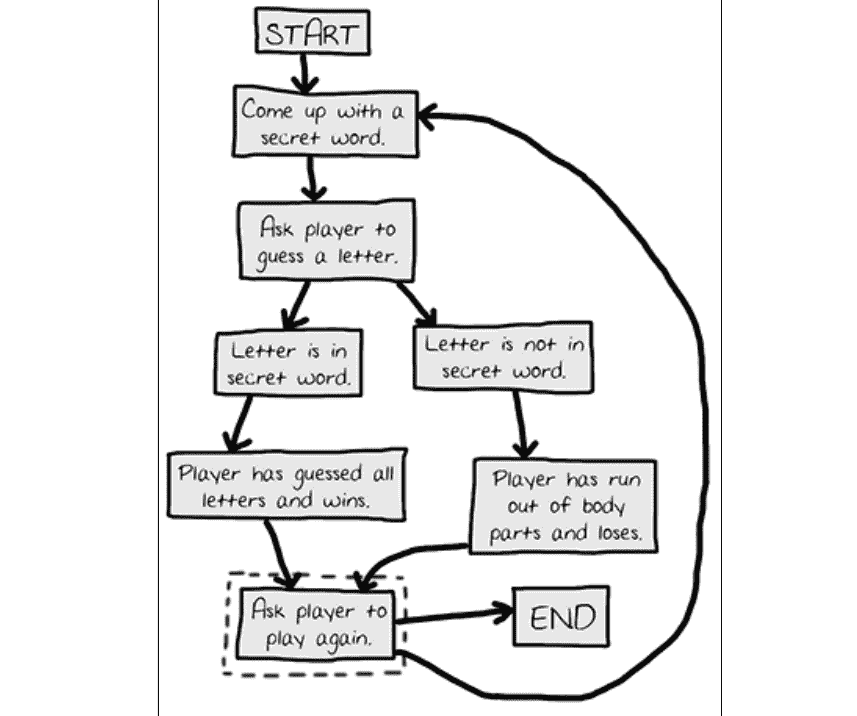 START
Come up with a
secret word.
Ask player to
guess a letter.
Letter is in
secret word.
Letter is not in
secret word.
Player has guessed all
letters and wins.
Player has run
out of body
parts and loses.
Ask player to
play again.
END